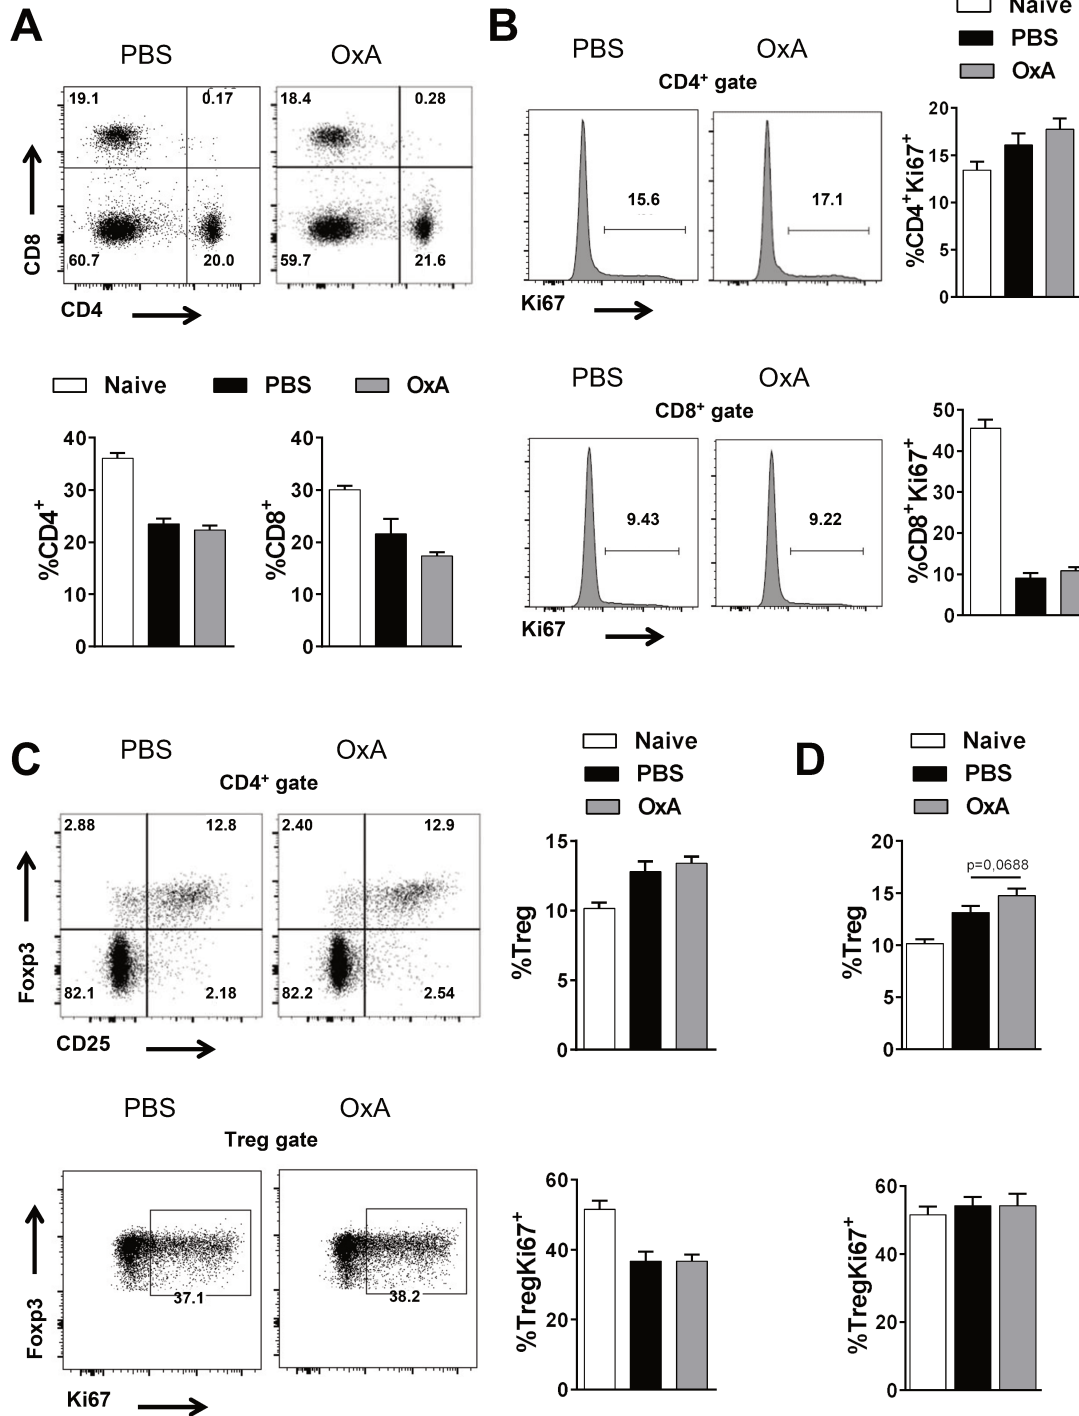 A
PBS
OxA
19.1
0.17
18.4
0.28
60.7
20.0
59.7
21.6
CD8
CD4
Naive
PBS
OxA
%CD4+
40
30
20
10
0
%CD8+
40
30
20
10
0
B
Naive
PBS
OxA
PBS
OxA
CD4+ gate
15.6
17.1
Ki67
%CD4+Ki67+
20
15
10
5
0
PBS
OxA
CD8+ gate
9.43
9.22
Ki67
%CD8+Ki67+
50
40
30
20
10
0
C
PBS
OxA
CD4+ gate
2.88
12.8
2.40
12.9
82.1
2.18
82.2
2.54
Foxp3
CD25
Naive
PBS
OxA
%Treg
15
10
5
0
PBS
OxA
Treg gate
37.1
38.2
Foxp3
Ki67
%TregKi67+
60
40
20
0
D
Naive
PBS
OxA
%Treg
20
15
10
5
0
p=0,0688
%TregKi67+
60
40
20
0